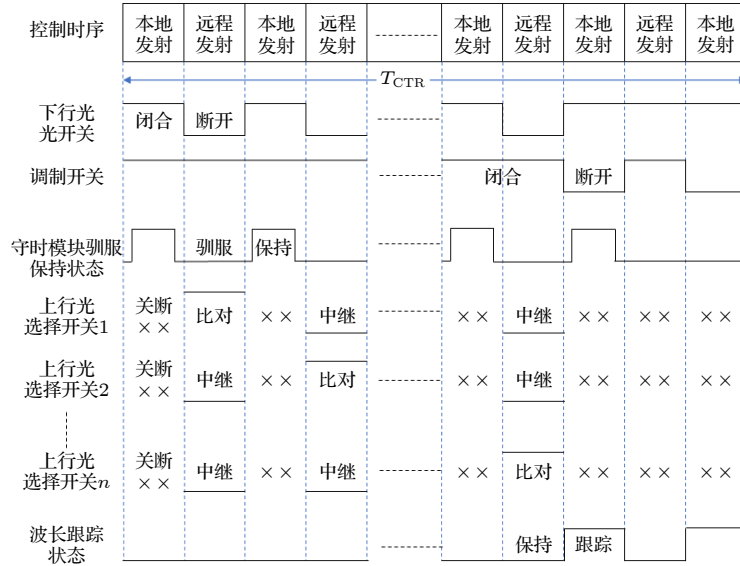 控制时序 本地 远程 本地 远程 本地 远程 本地 远程 本地
发射 发射 发射 发射 发射 发射 发射 发射 发射
T_CTR
下行光
光开关 闭合 断开
调制开关 闭合 断开
守时模块驯服 驯服 保持
保持状态
上行光 关断
选择开关1 ×× 比对 ×× 中继 ×× 中继 ×× ×× ××
上行光 关断
选择开关2 ×× 中继 ×× 比对 ×× 中继 ×× ×× ××
上行光 关断
选择开关n ×× 中继 ×× 中继 ×× 比对 ×× ×× ××
波长跟踪 保持 跟踪
状态